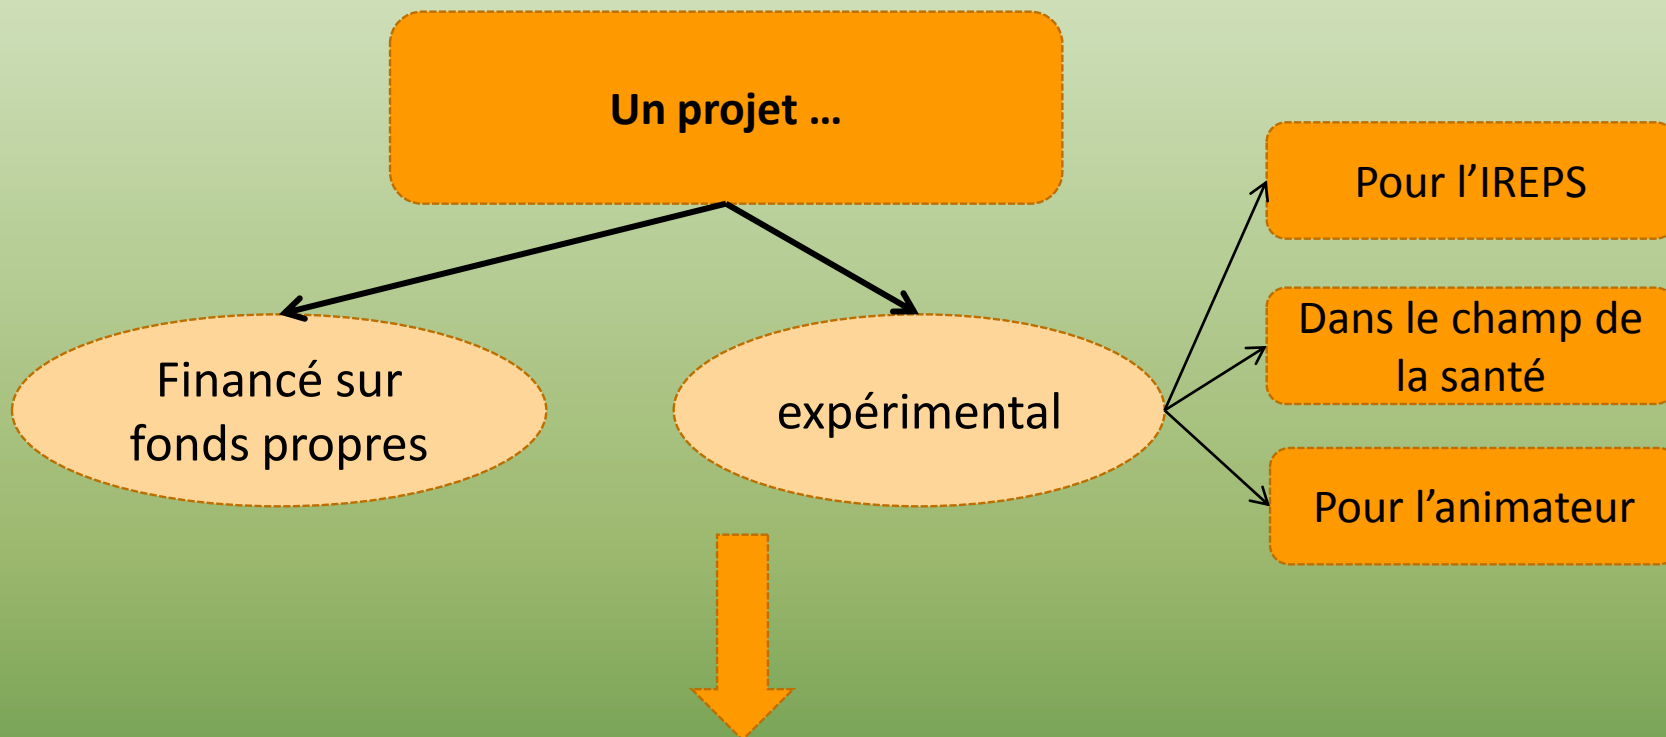 Un projet …
Pour l’IREPS
Dans le champ de
la santé
Financé sur
fonds propres
expérimental
Pour l’animateur